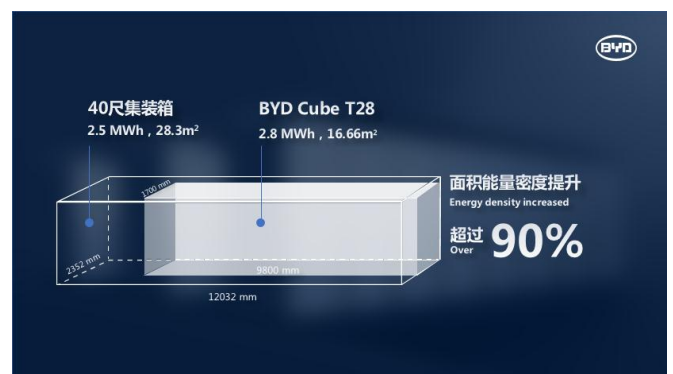 BYD
40尺集装箱
2.5 MWh，28.3m²
BYD Cube T28
2.8 MWh，16.66m²
1700 mm
2352 mm
9800 mm
12032 mm
面积能量密度提升
Energy density increased
超过
Over
90%